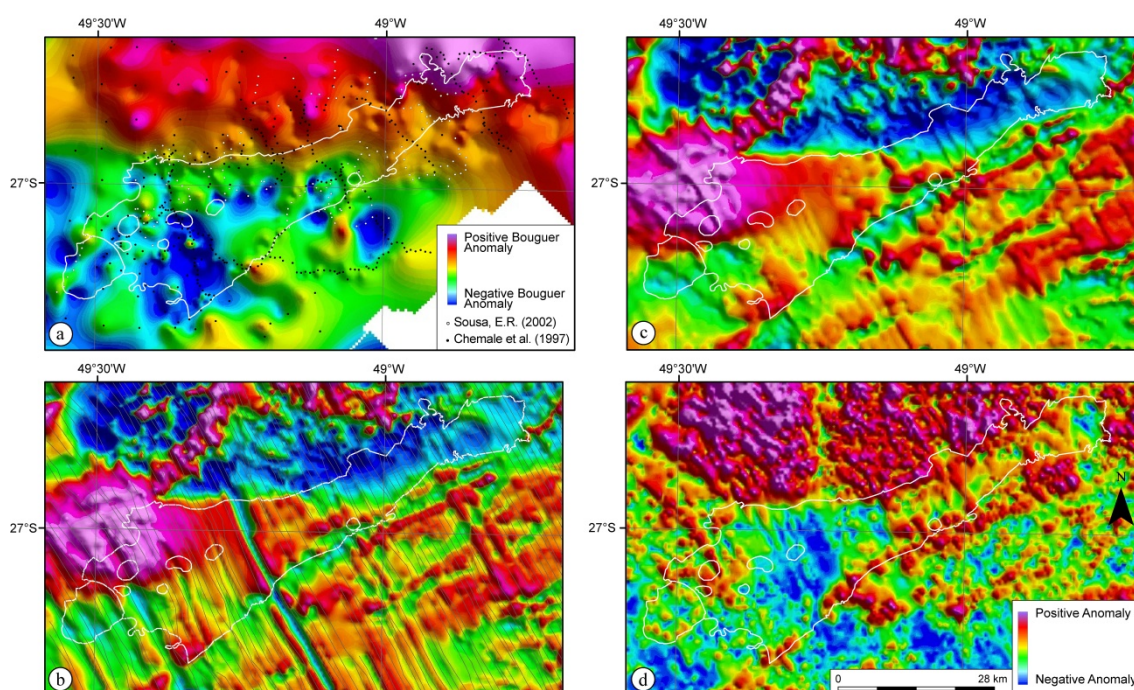 49°30'W
49°W
27°S
Positive Bouguer
Anomaly
Negative Bouguer
Anomaly
Sousa, E.R. (2002)
Chemale et al. (1997)
a
49°30'W
49°W
27°S
c
49°30'W
49°W
27°S
b
49°30'W
49°W
27°S
N
Positive Anomaly
Negative Anomaly
0 28 km
d